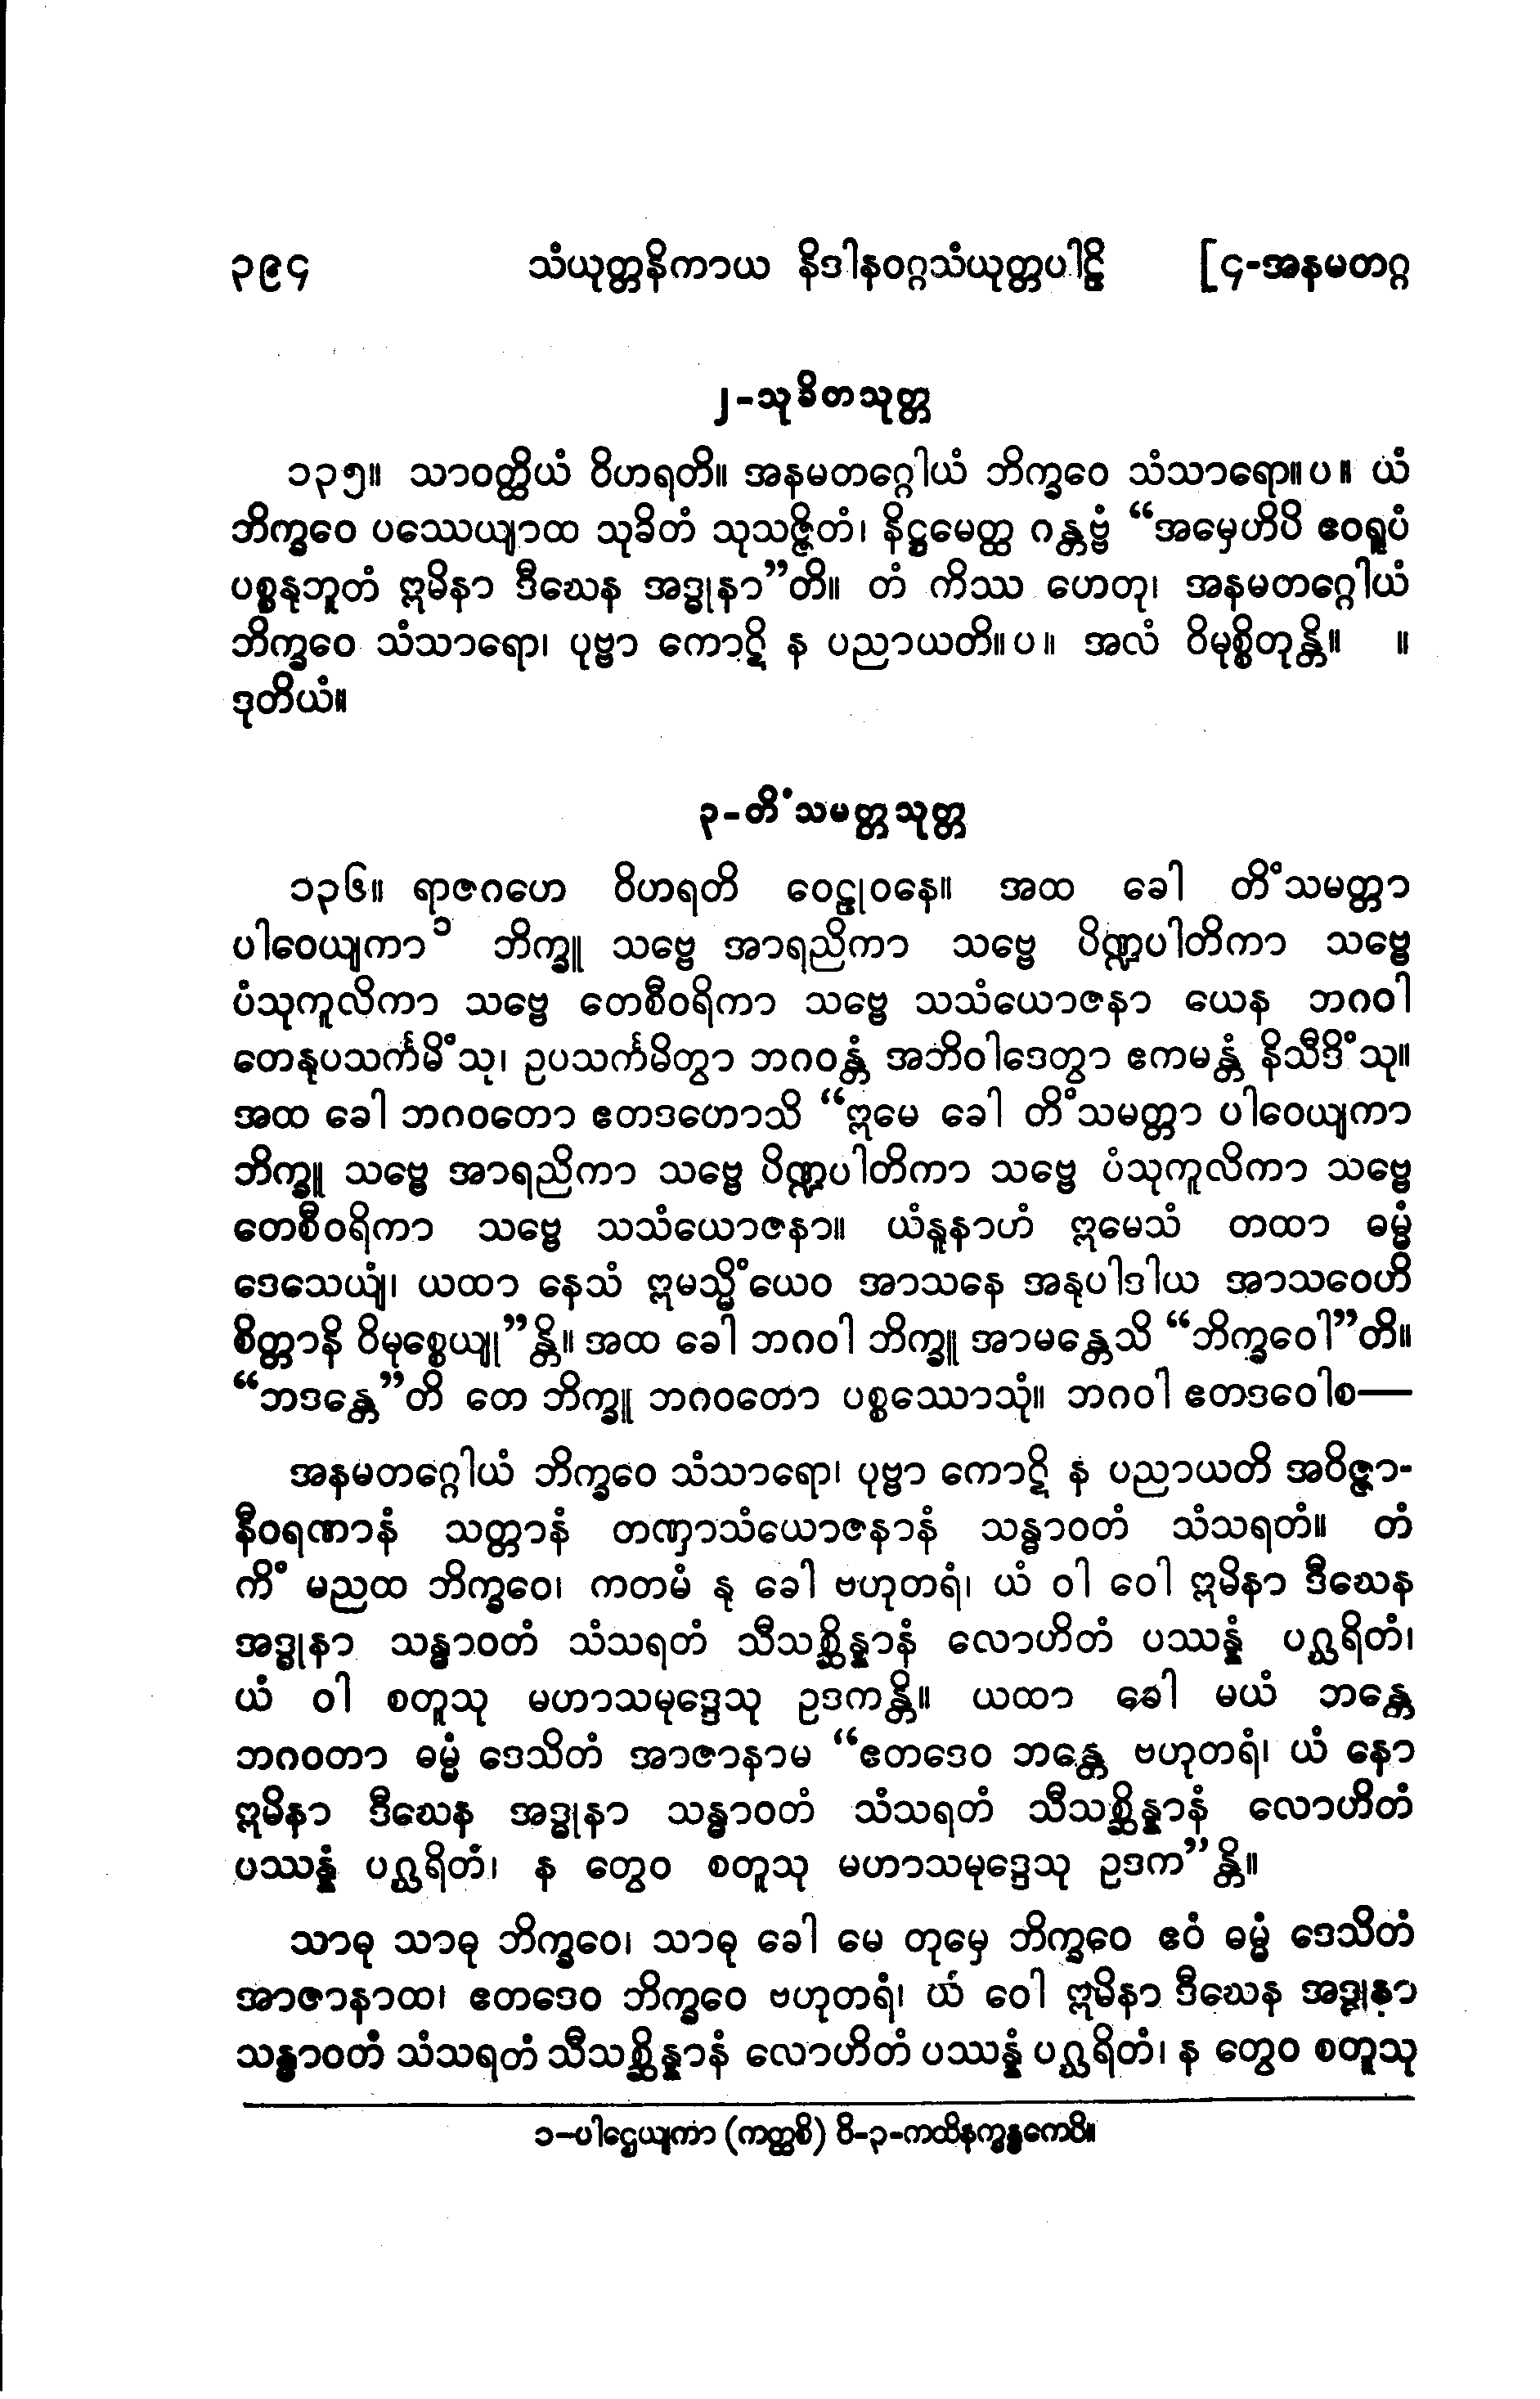 ၃၉၄ သံယုတ္တနိကာယ နိဒါနဝဂ္ဂသံယုတ္တပါဠိ [၄-အနမတဂ္ဂ
၂-သုခိတသုတ္တ
၁၃၅။ သာဝတ္ထိယံ ဝိဟရတိ။ အနမတဂ္ဂေါယံ ဘိက္ခဝေ သံသာရော။ပ။ ယံ
ဘိက္ခဝေ ပဿေယျာထ သုခိတံ သုသဇ္ဇိတံ၊ နိဋ္ဌမေတ္ထ ဂန္တဗ္ဗံ “အမှေဟိပိ ဧဝရူပံ
ပစ္စနုဘူတံ ဣမိနာ ဒီဃေန အဒ္ဓုနာ”တိ။ တံ ကိဿ ဟေတု၊ အနမတဂ္ဂေါယံ
ဘိက္ခဝေ သံသာရော၊ ပုဗ္ဗာ ကောဋိ န ပညာယတိ။ပ။ အလံ ဝိမုစ္စိတုန္တိ။ ။
ဒုတိယံ။
၃-တိံသမတ္တသုတ္တ
၁၃၆။ ရာဇဂဟေ ဝိဟရတိ ဝေဠုဝနေ။ အထ ခေါ တိံသမတ္တာ
ပါဝေယျကာ၁ ဘိက္ခူ သဗ္ဗေ အာရညိကာ သဗ္ဗေ ပိဏ္ဍပါတိကာ သဗ္ဗေ
ပံသုကူလိကာ သဗ္ဗေ တေစီဝရိကာ သဗ္ဗေ သသံယောဇနာ ယေန ဘဂဝါ
တေနုပသင်္ကမိံသု၊ ဥပသင်္ကမိတွာ ဘဂဝန္တံ အဘိဝါဒေတွာ ဧကမန္တံ နိသီဒိံသု။
အထ ခေါ ဘဂဝတော ဧတဒဟောသိ “ဣမေ ခေါ တိံသမတ္တာ ပါဝေယျကာ
ဘိက္ခူ သဗ္ဗေ အာရညိကာ သဗ္ဗေ ပိဏ္ဍပါတိကာ သဗ္ဗေ ပံသုကူလိကာ သဗ္ဗေ
တေစီဝရိကာ သဗ္ဗေ သသံယောဇနာ။ ယံနူနာဟံ ဣမေသံ တထာ ဓမ္မံ
ဒေသေယျံ၊ ယထာ နေသံ ဣမသ္မိံယေဝ အာသနေ အနုပါဒါယ အာသဝေဟိ
စိတ္တာနိ ဝိမုစ္စေယျု”န္တိ။ အထ ခေါ ဘဂဝါ ဘိက္ခူ အာမန္တေသိ “ဘိက္ခဝေါ”တိ။
“ဘဒန္တေ”တိ တေ ဘိက္ခူ ဘဂဝတော ပစ္စဿောသုံ။ ဘဂဝါ ဧတဒဝေါစ—
အနမတဂ္ဂေါယံ ဘိက္ခဝေ သံသာရော၊ ပုဗ္ဗာ ကောဋိ န ပညာယတိ အဝိဇ္ဇာ-
နီဝရဏာနံ သတ္တာနံ တဏှာသံယောဇနာနံ သန္ဓာဝတံ သံသရတံ။ တံ
ကိံ မညထ ဘိက္ခဝေ၊ ကတမံ နု ခေါ ဗဟုတရံ၊ ယံ ဝါ ဝေါ ဣမိနာ ဒီဃေန
အဒ္ဓုနာ သန္ဓာဝတံ သံသရတံ သီသစ္ဆိန္နာနံ လောဟိတံ ပဿန္နံ ပဂ္ဃရိတံ၊
ယံ ဝါ စတူသု မဟာသမုဒ္ဒေသု ဥဒကန္တိ။ ယထာ ခေါ မယံ ဘန္တေ
ဘဂဝတာ ဓမ္မံ ဒေသိတံ အာဇာနာမ “ဧတဒေဝ ဘန္တေ ဗဟုတရံ၊ ယံ နော
ဣမိနာ ဒီဃေန အဒ္ဓုနာ သန္ဓာဝတံ သံသရတံ သီသစ္ဆိန္နာနံ လောဟိတံ
ပဿန္နံ ပဂ္ဃရိတံ၊ န တွေဝ စတူသု မဟာသမုဒ္ဒေသု ဥဒက”န္တိ။
သာဓု သာဓု ဘိက္ခဝေ၊ သာဓု ခေါ မေ တုမှေ ဘိက္ခဝေ ဧဝံ ဓမ္မံ ဒေသိတံ
အာဇာနာထ၊ ဧတဒေဝ ဘိက္ခဝေ ဗဟုတရံ၊ ယံ ဝေါ ဣမိနာ ဒီဃေန အဒ္ဓုနာ
သန္ဓာဝတံ သံသရတံ သီသစ္ဆိန္နာနံ လောဟိတံ ပဿန္နံ ပဂ္ဃရိတံ၊ န တွေဝ စတူသု
၁-ပါဌေယျကာ (ကတ္ထစိ) ဝိ-၃-ကထိနက္ခန္ဓကေပိ။